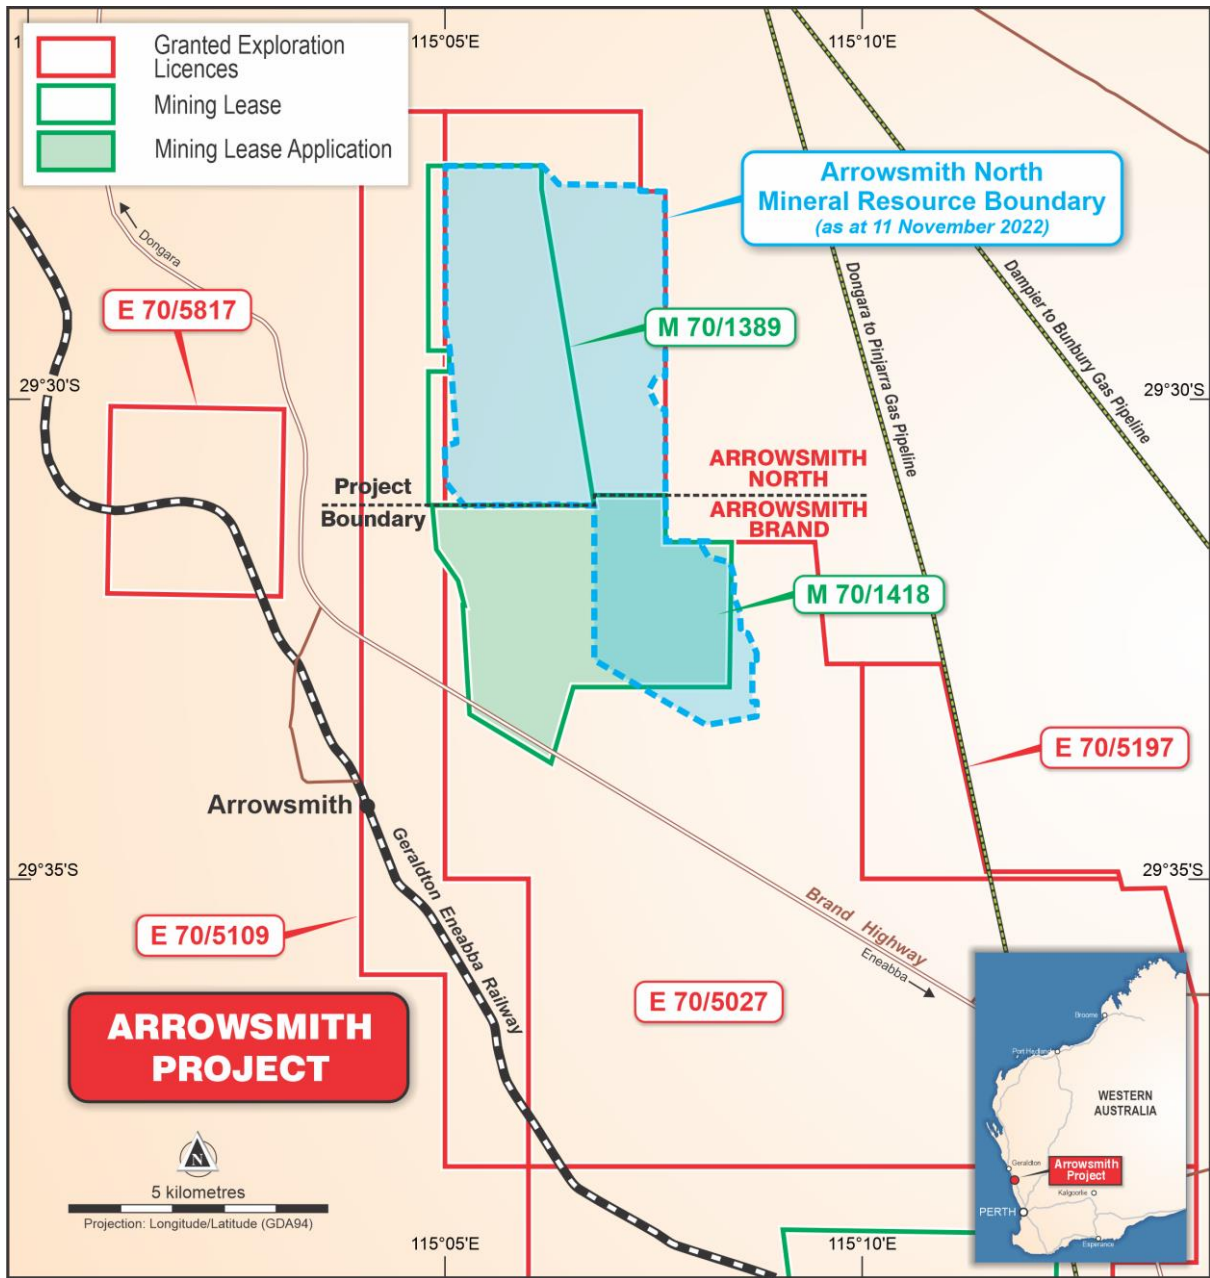 Granted Exploration
Licences
Mining Lease
Mining Lease Application
115°05'E
115°10'E
Arrowsmith North
Mineral Resource Boundary
(as at 11 November 2022)
Dongara
E 70/5817
M 70/1389
Dongara to Pinjarra Gas Pipeline
Dampier to Bunbury Gas Pipeline
29°30'S
29°30'S
Project
Boundary
ARROWSMITH
NORTH
ARROWSMITH
BRAND
M 70/1418
E 70/5197
Arrowsmith
Geraldton Eneabba Railway
29°35'S
29°35'S
Brand Highway
Eneabba
E 70/5109
E 70/5027
ARROWSMITH
PROJECT
N
5 kilometres
Projection: Longitude/Latitude (GDA94)
Broome
Port Hedland
WESTERN
AUSTRALIA
Geraldton
Arrowsmith
Project
Kalgoorlie
PERTH
Esperance
115°05'E
115°10'E